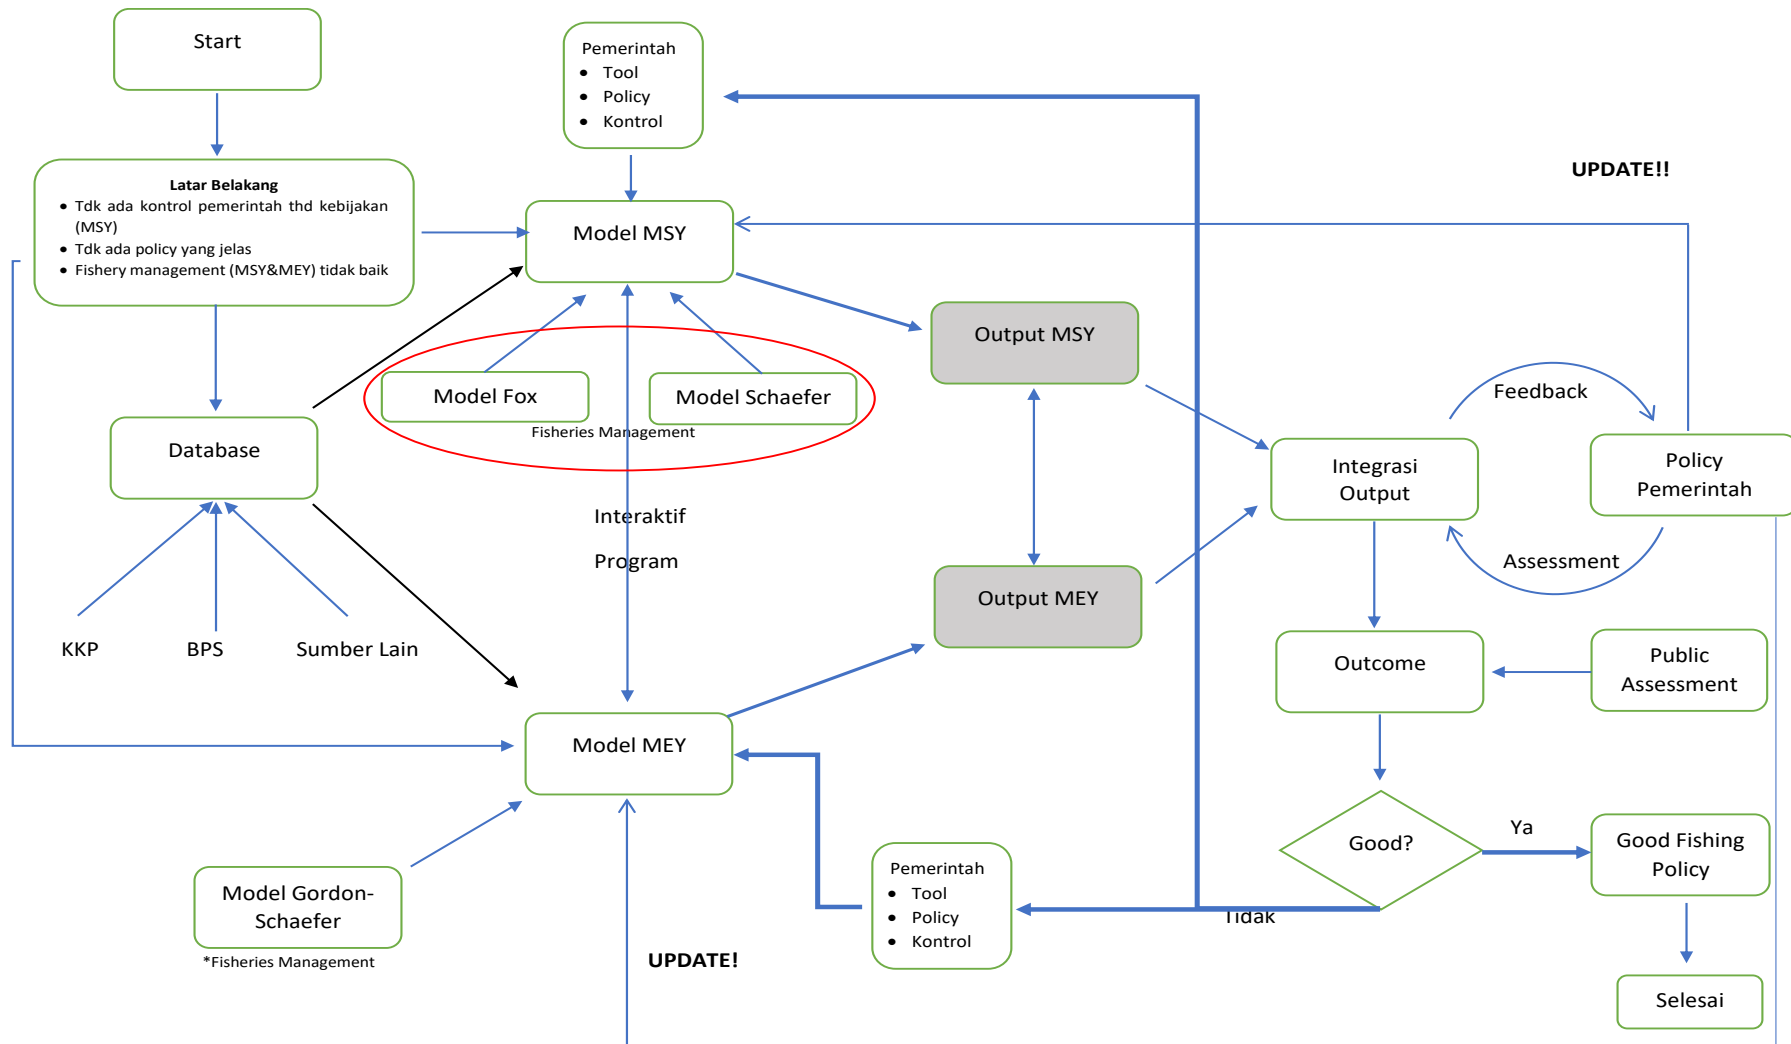 Start
Pemerintah
• Tool
• Policy
• Kontrol
UPDATE!!
Latar Belakang
• Tdk ada kontrol pemerintah thd kebijakan
(MSY)
• Tdk ada policy yang jelas
• Fishery management (MSY&MEY) tidak baik
Model MSY
Output MSY
Model Fox
Model Schaefer
Fisheries Management
Feedback
Database
Integrasi
Output
Policy
Pemerintah
Interaktif
Program
Assessment
Output MEY
KKP
BPS
Sumber Lain
Outcome
Public
Assessment
Model MEY
Good?
Ya
Good Fishing
Policy
Pemerintah
• Tool
• Policy
• Kontrol
Tidak
Model Gordon-
Schaefer
*Fisheries Management
UPDATE!
Selesai